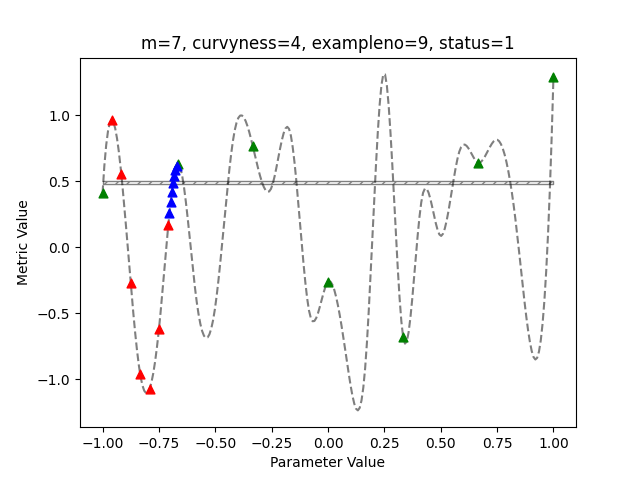 m=7, curvyness=4, exampleno=9, status=1
Metric Value
1.0
0.5
0.0
−0.5
−1.0
−1.00 −0.75 −0.50 −0.25 0.00 0.25 0.50 0.75 1.00
Parameter Value